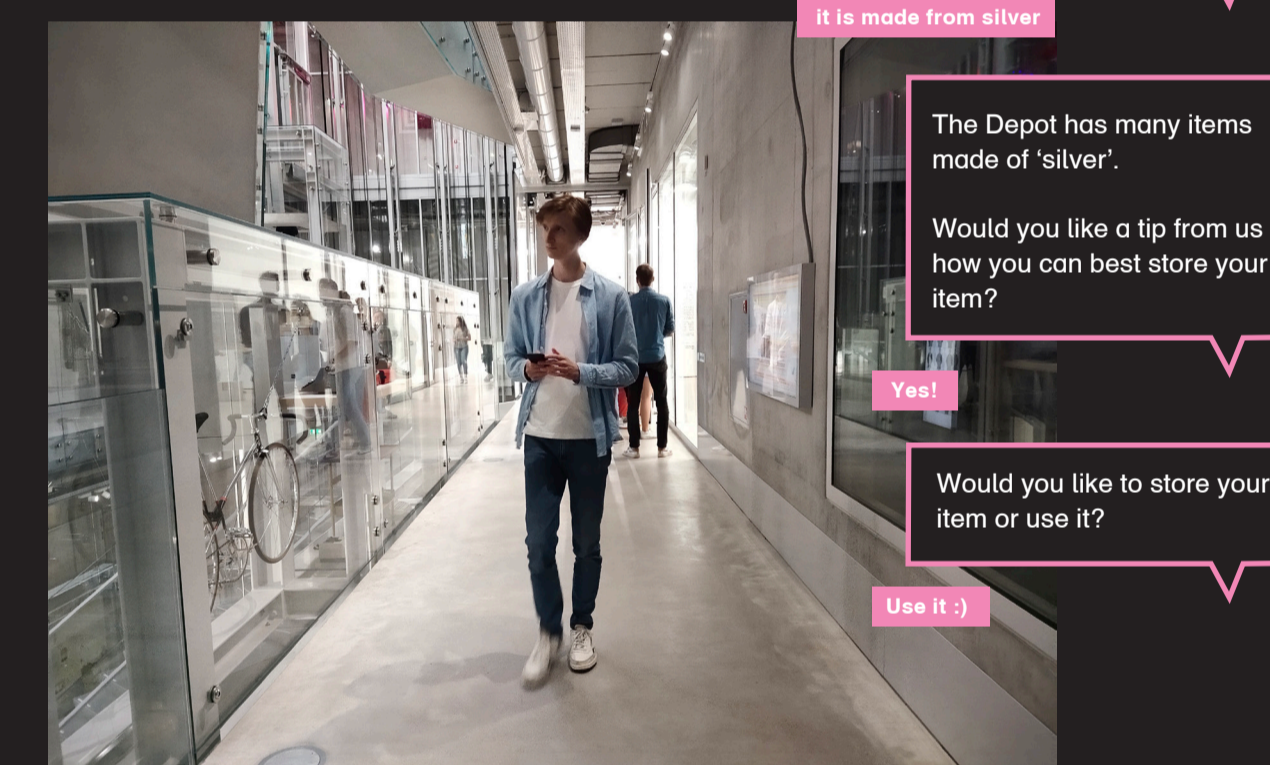 it is made from silver
The Depot has many items
made of ‘silver’.
Would you like a tip from us
how you can best store your
item?
Yes!
Would you like to store your
item or use it?
Use it :)